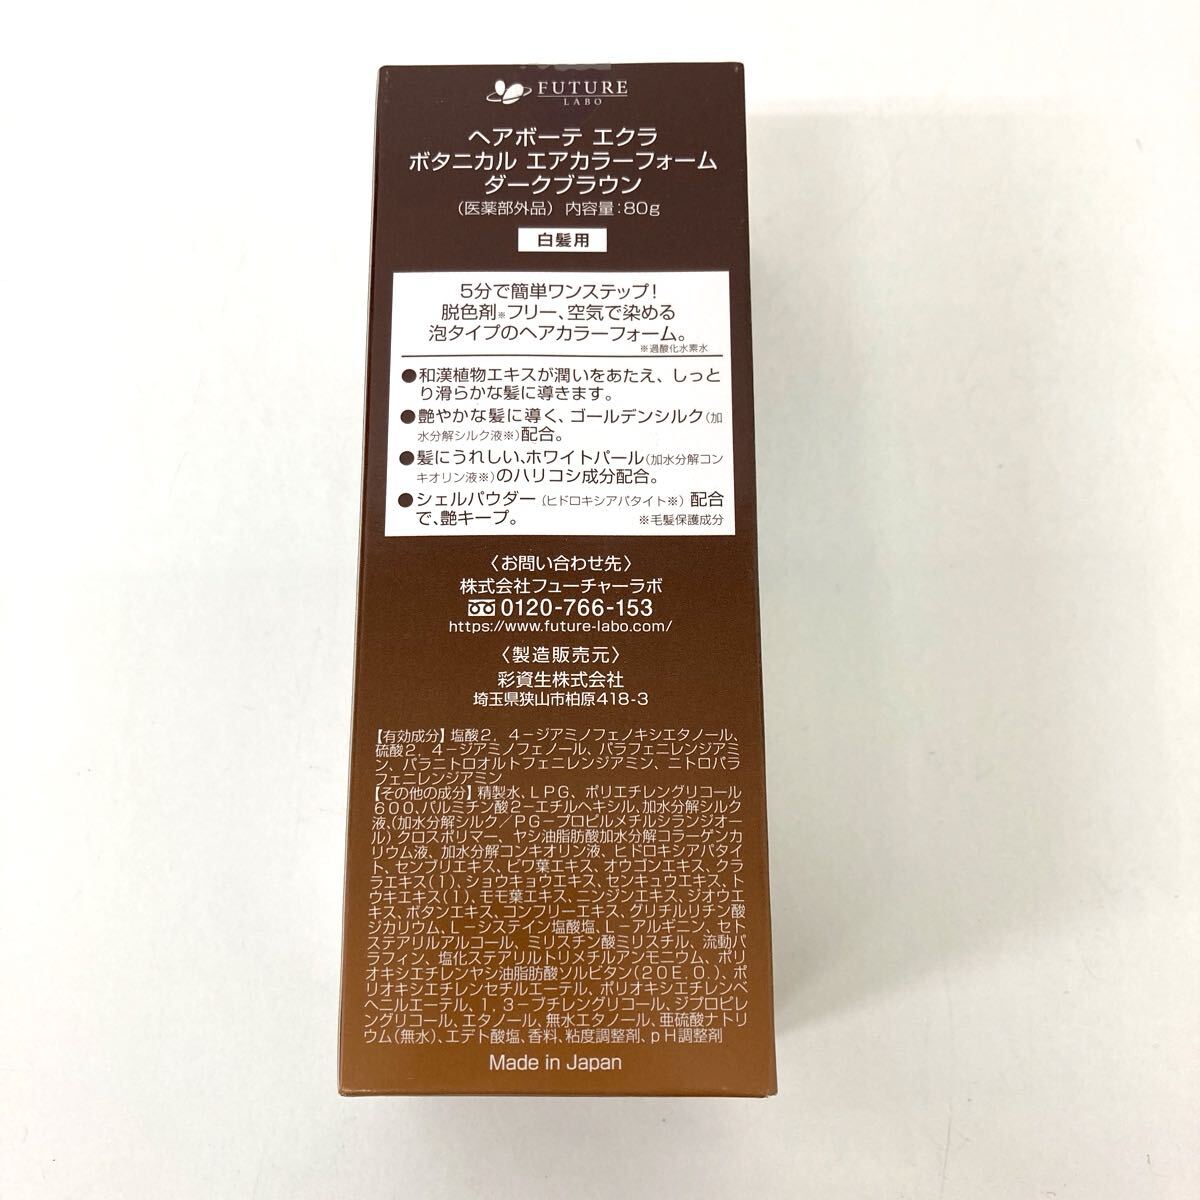 FUTURE
LABO
ヘアボーテ エクラ
ボタニカル エアカラーフォーム
ダークブラウン
(医薬部外品) 内容量:80g
白髪用
5分で簡単ワンステップ!
脱色剤※フリー、空気で染める
泡タイプのヘアカラーフォーム。
※過酸化水素水
●和漢植物エキスが潤いをあたえ、しっと
り滑らかな髪に導きます。
●艶やかな髪に導く、ゴールデンシルク(加
水分解シルク液※)配合。
●髪にうれしい、ホワイトパール(加水分解コン
キオリン液※)のハリコシ成分配合。
●シェルパウダー(ヒドロキシアパタイト※)配合
で、艶キープ。 ※毛髪保護成分
〈お問い合わせ先〉
株式会社フューチャーラボ
0120-766-153
https://www.future-labo.com/
〈製造販売元〉
彩資生株式会社
埼玉県狭山市柏原418-3
【有効成分】塩酸2,4-ジアミノフェノキシエタノール、
硫酸2,4-ジアミノフェノール、パラフェニレンジアミ
ン、パラニトロオルトフェニレンジアミン、ニトロパラ
フェニレンジアミン
【その他の成分】精製水、LPG、ポリエチレングリコール
600、パルミチン酸2-エチルヘキシル、加水分解シルク
液、(加水分解シルク/PG-プロピルメチルシランジオー
ル)クロスポリマー、ヤシ油脂肪酸加水分解コラーゲンカ
リウム液、加水分解コンキオリン液、ヒドロキシアパタイ
ト、センブリエキス、ビワ葉エキス、オウゴンエキス、クラ
ラエキス(1)、ショウキョウエキス、センキュウエキス、ト
ウキエキス(1)、モモ葉エキス、ニンジンエキス、ジオウエ
キス、ボタンエキス、コンフリーエキス、グリチルリチン酸
ジカリウム、L-システイン塩酸塩、L-アルギニン、セト
ステアリルアルコール、ミリスチン酸ミリスチル、流動パ
ラフィン、塩化ステアリルトリメチルアンモニウム、ポリ
オキシエチレンヤシ油脂肪酸ソルビタン(20E.O.)、ポ
リオキシエチレンセチルエーテル、ポリオキシエチレンベ
ヘニルエーテル、1,3-ブチレングリコール、ジプロピレ
ングリコール、エタノール、無水エタノール、亜硫酸ナトリ
ウム(無水)、エデト酸塩、香料、粘度調整剤、pH調整剤
Made in Japan